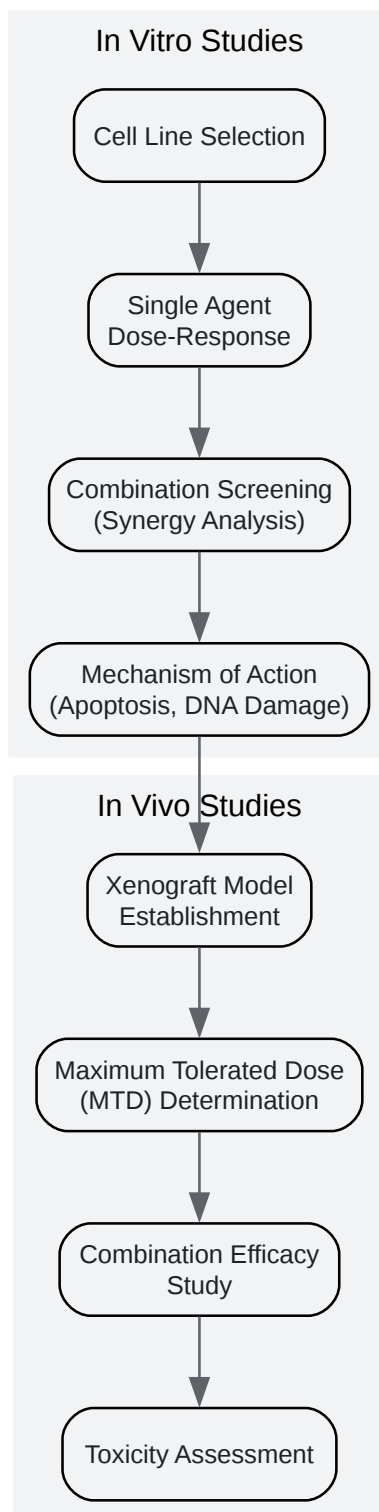 In Vitro Studies
Cell Line Selection
Single Agent
Dose-Response
Combination Screening
(Synergy Analysis)
Mechanism of Action
(Apoptosis, DNA Damage)
In Vivo Studies
Xenograft Model
Establishment
Maximum Tolerated Dose
(MTD) Determination
Combination Efficacy
Study
Toxicity Assessment